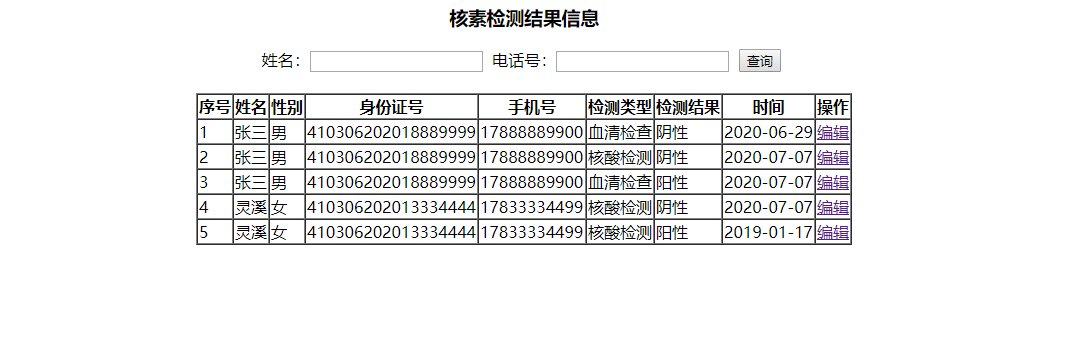 核素检测结果信息
姓名： 电话号： 查询
序号 姓名 性别 身份证号 手机号 检测类型 检测结果 时间 操作
1 张三 男 410306202018889999 17888889900 血清检查 阴性 2020-06-29 编辑
2 张三 男 410306202018889999 17888889900 核酸检测 阴性 2020-07-07 编辑
3 张三 男 410306202018889999 17888889900 血清检查 阳性 2020-07-07 编辑
4 灵溪 女 410306202013334444 17833334499 核酸检测 阴性 2020-07-07 编辑
5 灵溪 女 410306202013334444 17833334499 核酸检测 阳性 2019-01-17 编辑